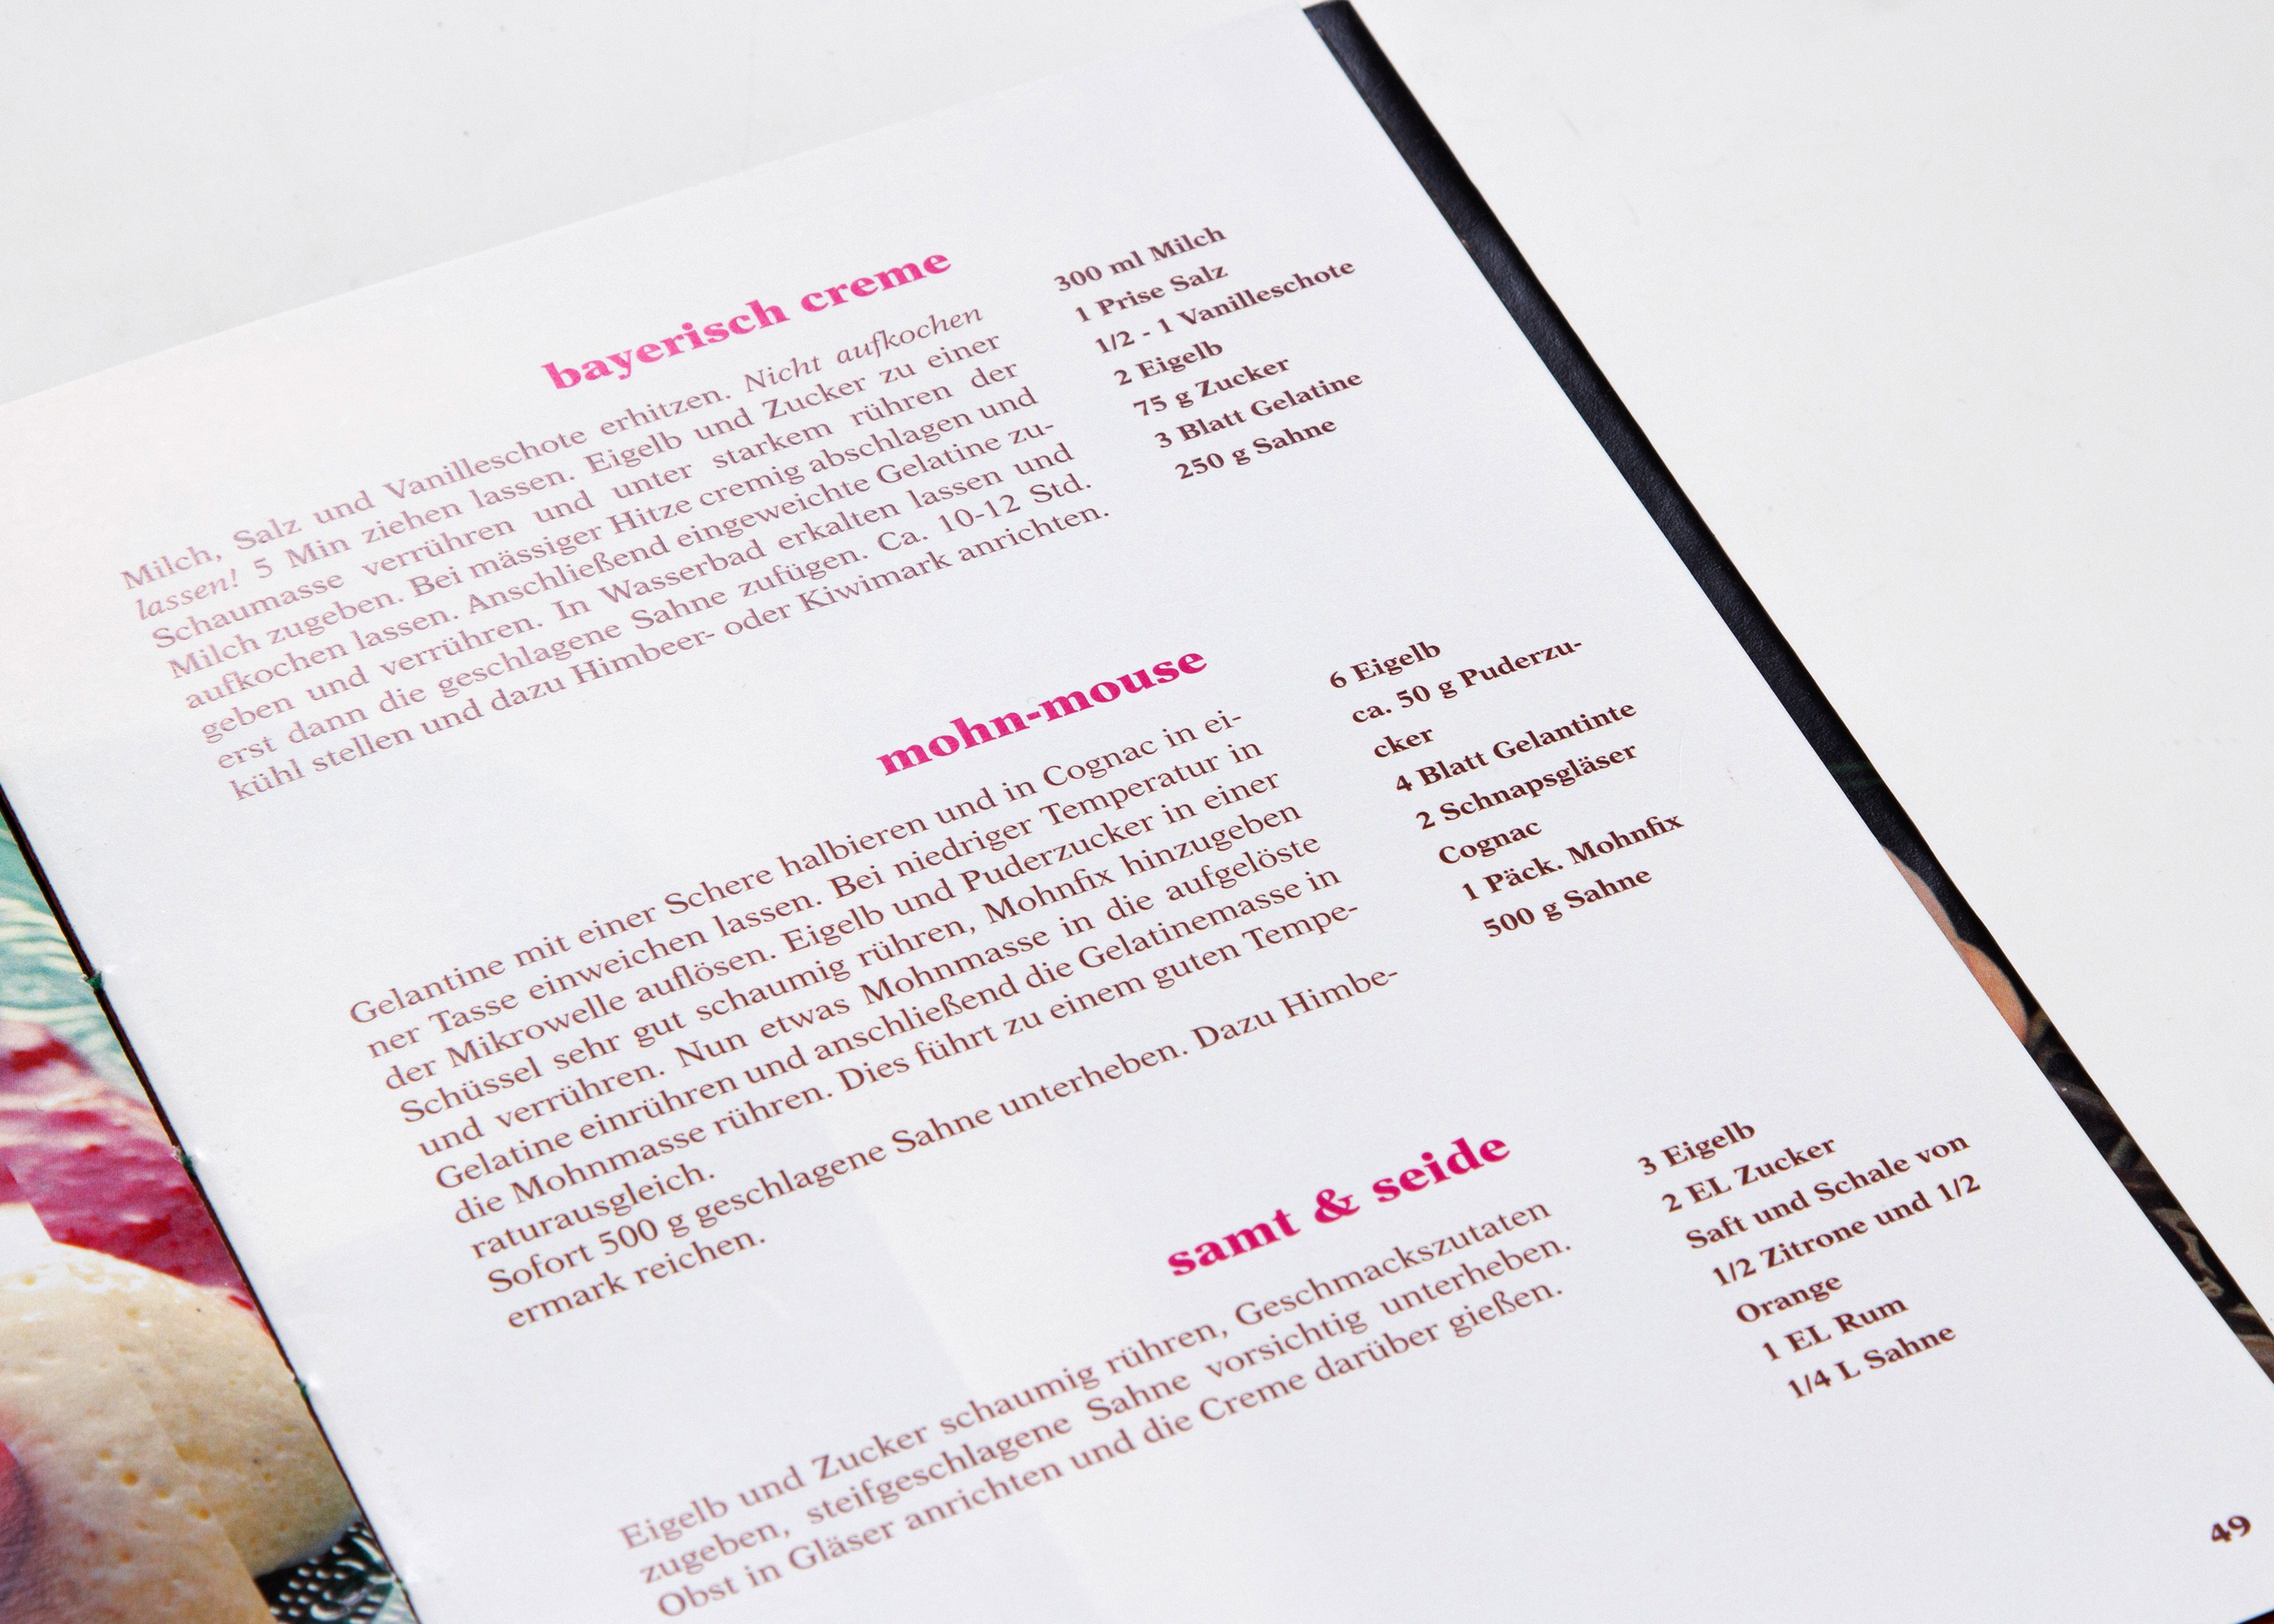 bayerisch creme
Milch, Salz und Vanilleschote erhitzen. Nicht aufkochen
lassen! 5 Min ziehen lassen. Eigelb und Zucker zu einer
Schaumasse verrühren und unter starkem rühren der
Milch zugeben. Bei mässiger Hitze cremig abschlagen und
aufkochen lassen. Anschließend eingeweichte Gelatine zu-
geben und verrühren. In Wasserbad erkalten lassen und
erst dann die geschlagene Sahne zufügen. Ca. 10-12 Std.
kühl stellen und dazu Himbeer- oder Kiwimark anrichten.
300 ml Milch
1 Prise Salz
1/2 - 1 Vanilleschote
2 Eigelb
75 g Zucker
3 Blatt Gelatine
250 g Sahne
mohn-mouse
Gelantine mit einer Schere halbieren und in Cognac in ei-
ner Tasse einweichen lassen. Bei niedriger Temperatur in
der Mikrowelle auflösen. Eigelb und Puderzucker in einer
Schüssel sehr gut schaumig rühren, Mohnfix hinzugeben
und verrühren. Nun etwas Mohnmasse in die aufgelöste
Gelatine einrühren und anschließend die Gelatinemasse in
die Mohnmasse rühren. Dies führt zu einem guten Tempe-
raturausgleich.
Sofort 500 g geschlagene Sahne unterheben. Dazu Himbe-
ermark reichen.
6 Eigelb
ca. 50 g Puderzu-
cker
4 Blatt Gelantinte
2 Schnapsgläser
Cognac
1 Päck. Mohnfix
500 g Sahne
samt & seide
Eigelb und Zucker schaumig rühren, Geschmackszutaten
zugeben, steifgeschlagene Sahne vorsichtig unterheben.
Obst in Gläser anrichten und die Creme darüber gießen.
3 Eigelb
2 EL Zucker
Saft und Schale von
1/2 Zitrone und 1/2
Orange
1 EL Rum
1/4 L Sahne
49